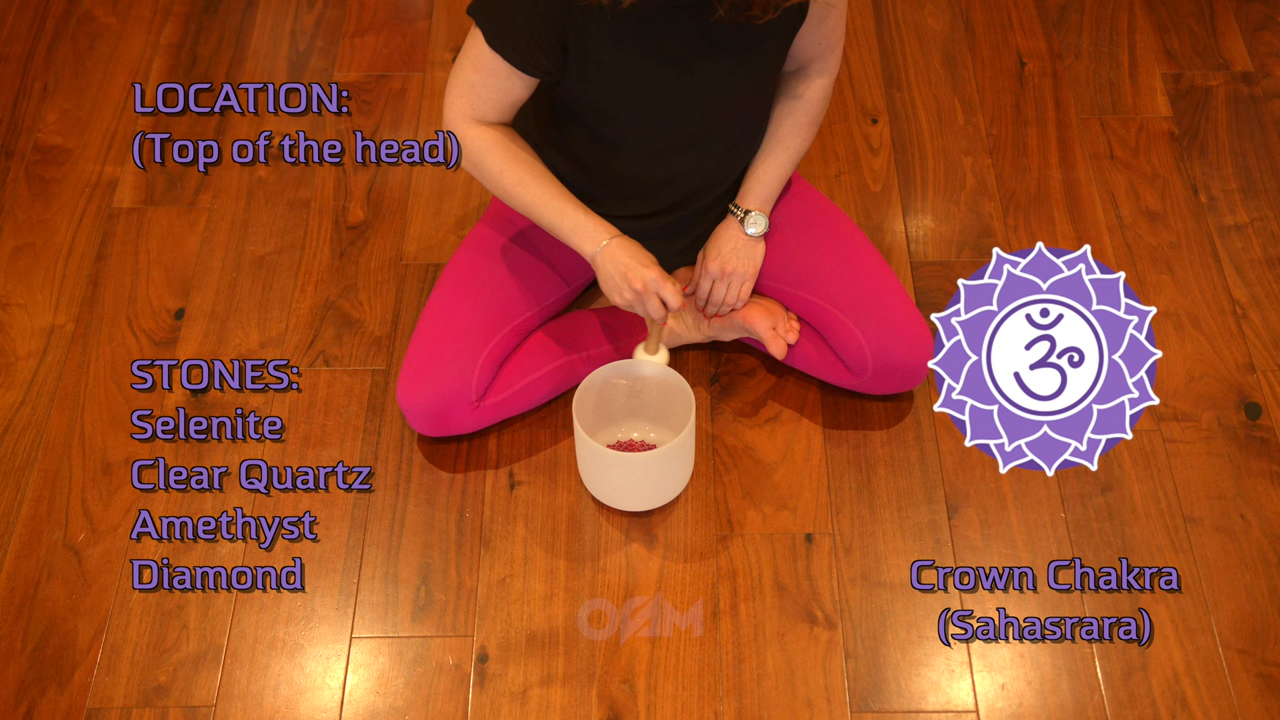 LOCATION:
(Top of the head)
STONES:
Selenite
Clear Quartz
Amethyst
Diamond
ॐ
Crown Chakra
(Sahasrara)